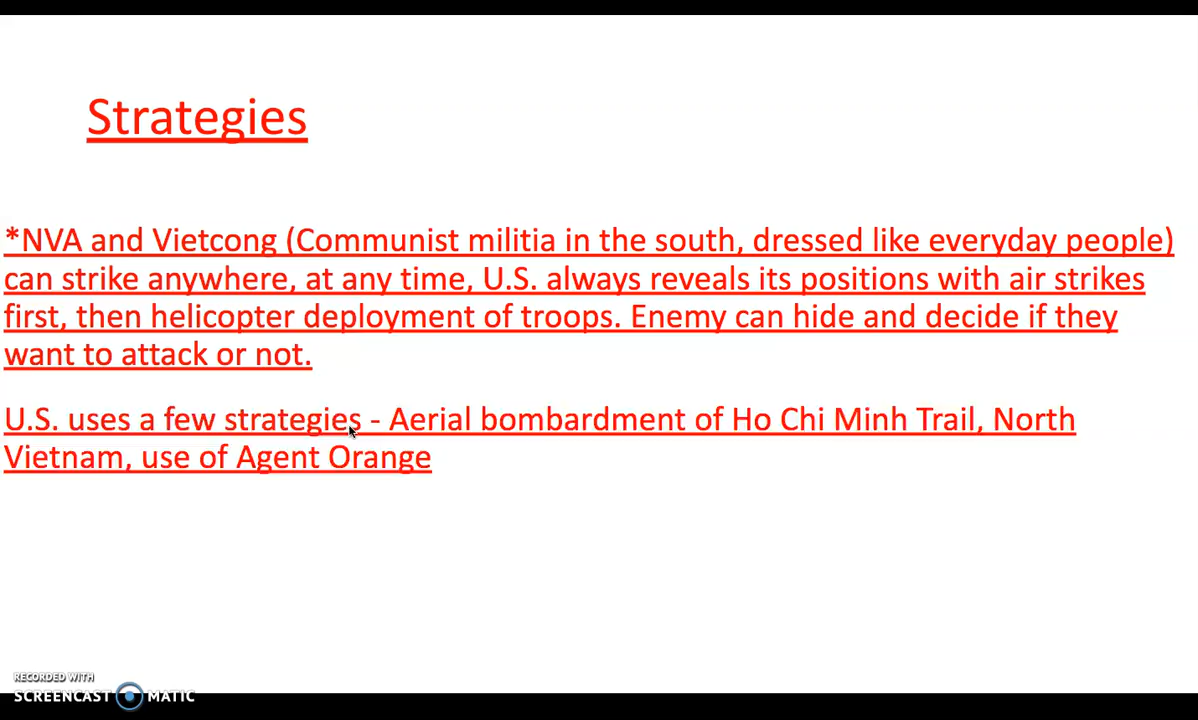 Strategies
*NVA and Vietcong (Communist militia in the south, dressed like everyday people)
can strike anywhere, at any time, U.S. always reveals its positions with air strikes
first, then helicopter deployment of troops. Enemy can hide and decide if they
want to attack or not.
U.S. uses a few strategies - Aerial bombardment of Ho Chi Minh Trail, North
Vietnam, use of Agent Orange
RECORDED WITH
SCREENCAST MATIC